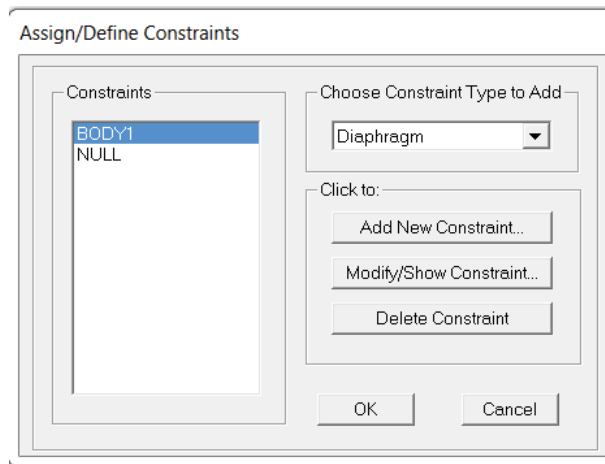 Assign/Define Constraints
Constraints
BODY1
NULL
Choose Constraint Type to Add
Diaphragm
Click to:
Add New Constraint...
Modify/Show Constraint...
Delete Constraint
OK
Cancel